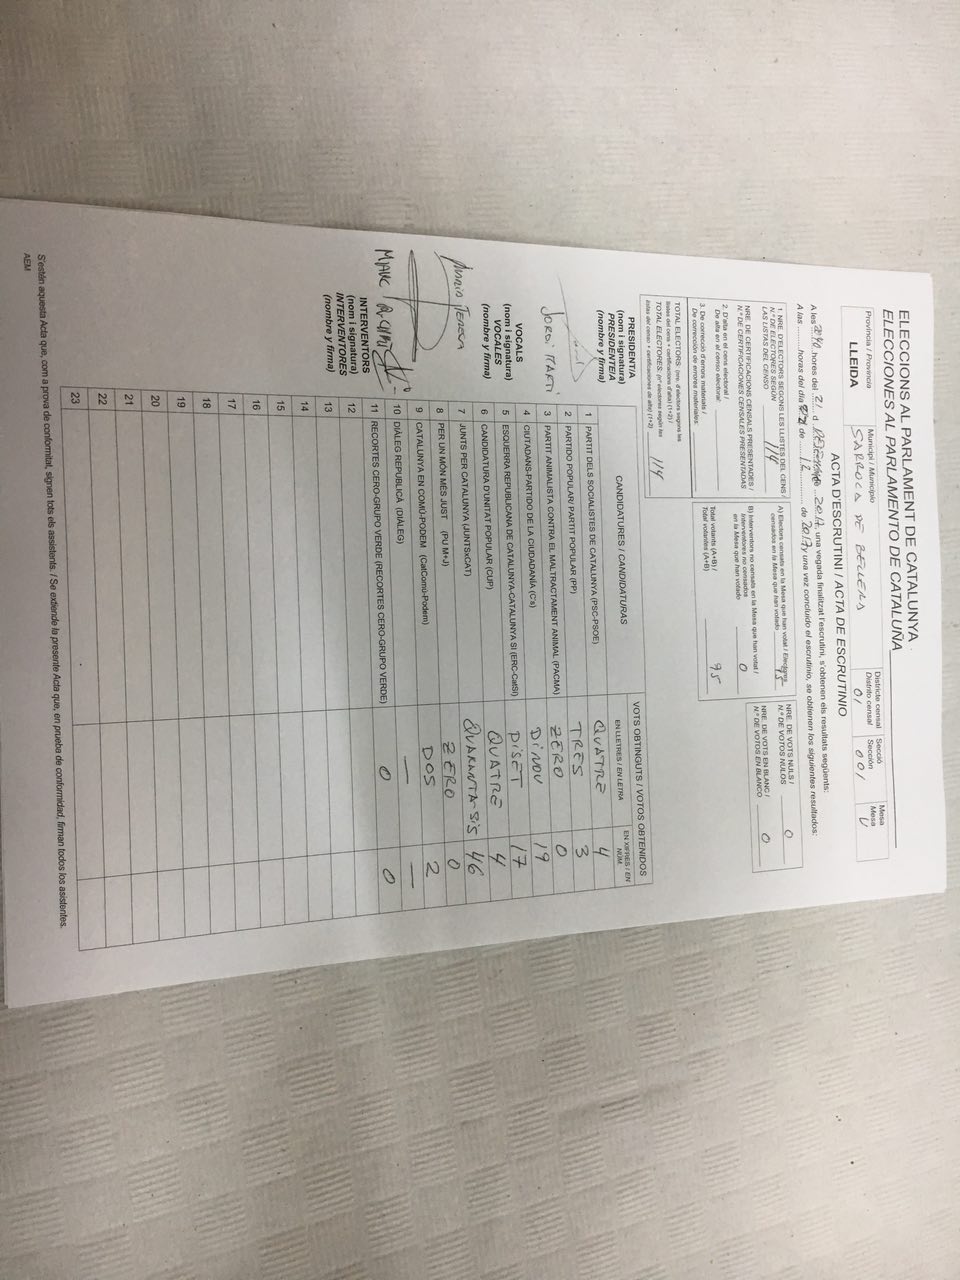 ELECCIONS AL PARLAMENT DE CATALUNYA
ELECCIONES AL PARLAMENTO DE CATALUÑA
Província / Provincia
LLEIDA
Municipi / Municipio
SARROCA DE BELLERA
Districte censal
Distrito censal
01
Secció
Sección
001
Mesa
Mesa
U
ACTA D'ESCRUTINI / ACTA DE ESCRUTINIO
A les hores del 21 d 2017, una vegada finalitzat l'escrutini, s'obtenen els resultats següents:
A las horas del día de 12 de 2017 y una vez concluido el escrutinio, se obtienen los siguientes resultados:
1. NRE. D'ELECTORS SEGONS LES LLISTES DEL CENS /
N.º DE ELECTORES SEGÚN
LAS LISTAS DEL CENSO 114
NRE. DE CERTIFICACIONS CENSALS PRESENTADES /
N.º DE CERTIFICACIONES CENSALES PRESENTADAS
2. D'alta en el cens electoral /
De alta en el censo electoral:
3. De correcció d'errors materials /
De corrección de errores materiales:
TOTAL ELECTORS: (nre. d'electors segons les
llistes del cens + certificacions d'alta) (1+2) /
TOTAL ELECTORES: (n.º electores según las
listas del censo + certificaciones de alta) (1+2) 114
A) Electors censats en la Mesa que han votat / Electores
censados en la Mesa que han votado 95
B) Interventors no censats en la Mesa que han votat /
Interventores no censados
en la Mesa que han votado 0
Total votants (A+B) /
Total votantes (A+B) 95
NRE. DE VOTS NULS /
N.º DE VOTOS NULOS 0
NRE. DE VOTS EN BLANC /
N.º DE VOTOS EN BLANCO 0
PRESIDENT/A
(nom i signatura)
PRESIDENTE/A
(nombre y firma)
JORDI MARTI
VOCALS
(nom i signatura)
VOCALES
(nombre y firma)
MARIA TERESA
MARC
INTERVENTORS
(nom i signatura)
INTERVENTORES
(nombre y firma)
CANDIDATURES / CANDIDATURAS
VOTS OBTINGUTS / VOTOS OBTENIDOS
EN LLETRES / EN LETRA
EN XIFRES / EN NÚM.
1 PARTIT DELS SOCIALISTES DE CATALUNYA (PSC-PSOE) QUATRE 4
2 PARTIDO POPULAR/ PARTIT POPULAR (PP) TRES 3
3 PARTIT ANIMALISTA CONTRA EL MALTRACTAMENT ANIMAL (PACMA) ZERO 0
4 CIUTADANS-PARTIDO DE LA CIUDADANÍA (C's) DINOU 19
5 ESQUERRA REPUBLICANA DE CATALUNYA-CATALUNYA SÍ (ERC-CatSí) DISET 17
6 CANDIDATURA D'UNITAT POPULAR (CUP) QUATRE 4
7 JUNTS PER CATALUNYA (JUNTSxCAT) QUARANTA-SIS 46
8 PER UN MÓN MÉS JUST (PU M+J) ZERO 0
9 CATALUNYA EN COMÚ-PODEM (CatComú-Podem) DOS 2
10 DIÀLEG REPUBLICÀ (DIÀLEG) — —
11 RECORTES CERO-GRUPO VERDE (RECORTES CERO-GRUPO VERDE) 0 0
12
13
14
15
16
17
18
19
20
21
22
23
S'estén aquesta Acta que, com a prova de conformitat, signen tots els assistents. / Se extiende la presente Acta que, en prueba de conformidad, firman todos los asistentes.
AEM